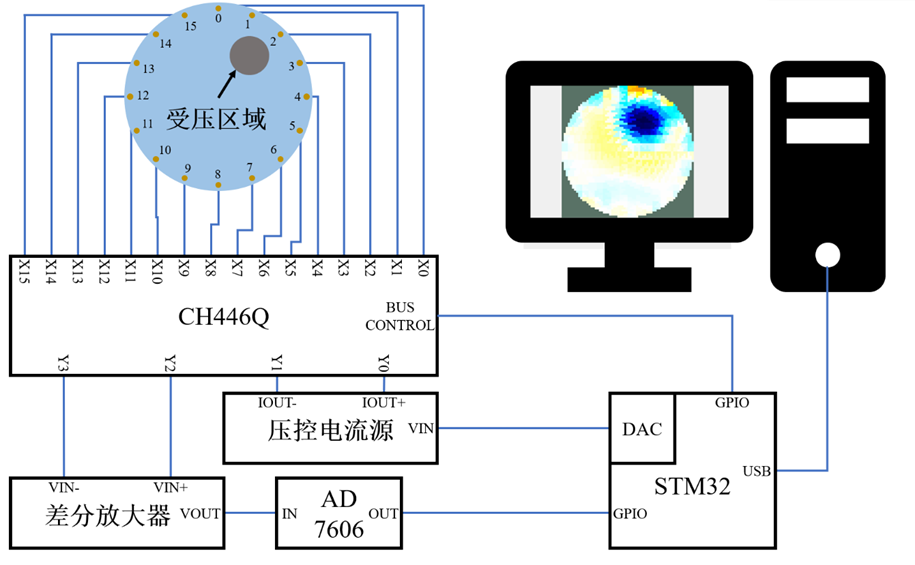 0
15
1
14
2
13
3
12
4
受压区域
11
5
10
6
9
7
8
X15
X14
X13
X12
X11
X10
X9
X8
X7
X6
X5
X4
X3
X2
X1
X0
CH446Q
BUS
CONTROL
Y3
Y2
Y1
Y0
IOUT-
IOUT+
压控电流源
VIN
DAC
GPIO
STM32
USB
GPIO
VIN-
VIN+
差分放大器
VOUT
IN
AD
7606
OUT